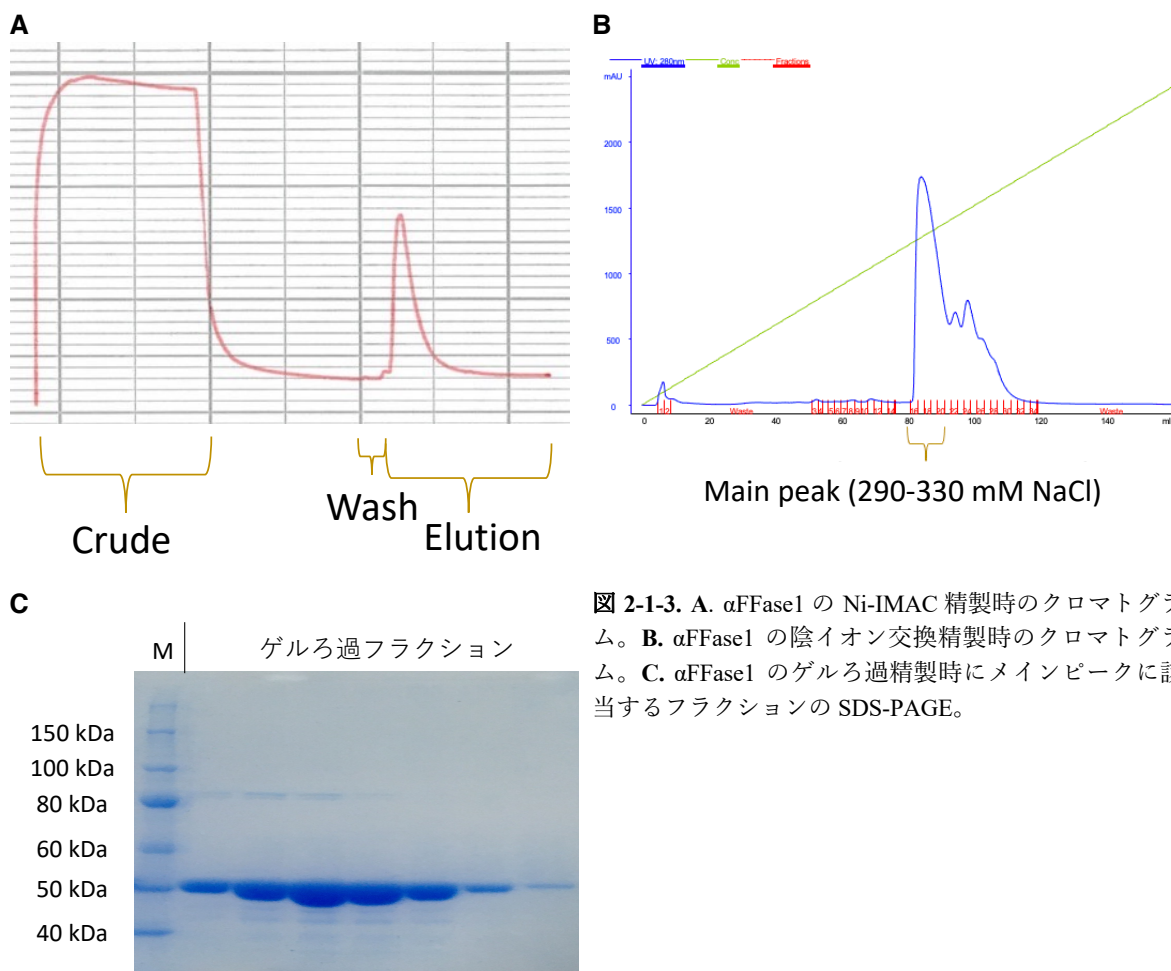 A
Crude
Wash
Elution
B
UV: 280nm
Conc
Fractions
mAU
2000
1500
1000
500
0
Waste
Waste
0
20
40
60
80
100
120
140
ml
Main peak (290-330 mM NaCl)
C
M
ゲルろ過フラクション
150 kDa
100 kDa
80 kDa
60 kDa
50 kDa
40 kDa
図 2-1-3. A. αFFase1 の Ni-IMAC 精製時のクロマトグラ
ム。B. αFFase1 の陰イオン交換精製時のクロマトグラ
ム。C. αFFase1 のゲルろ過精製時にメインピークに該
当するフラクションの SDS-PAGE。